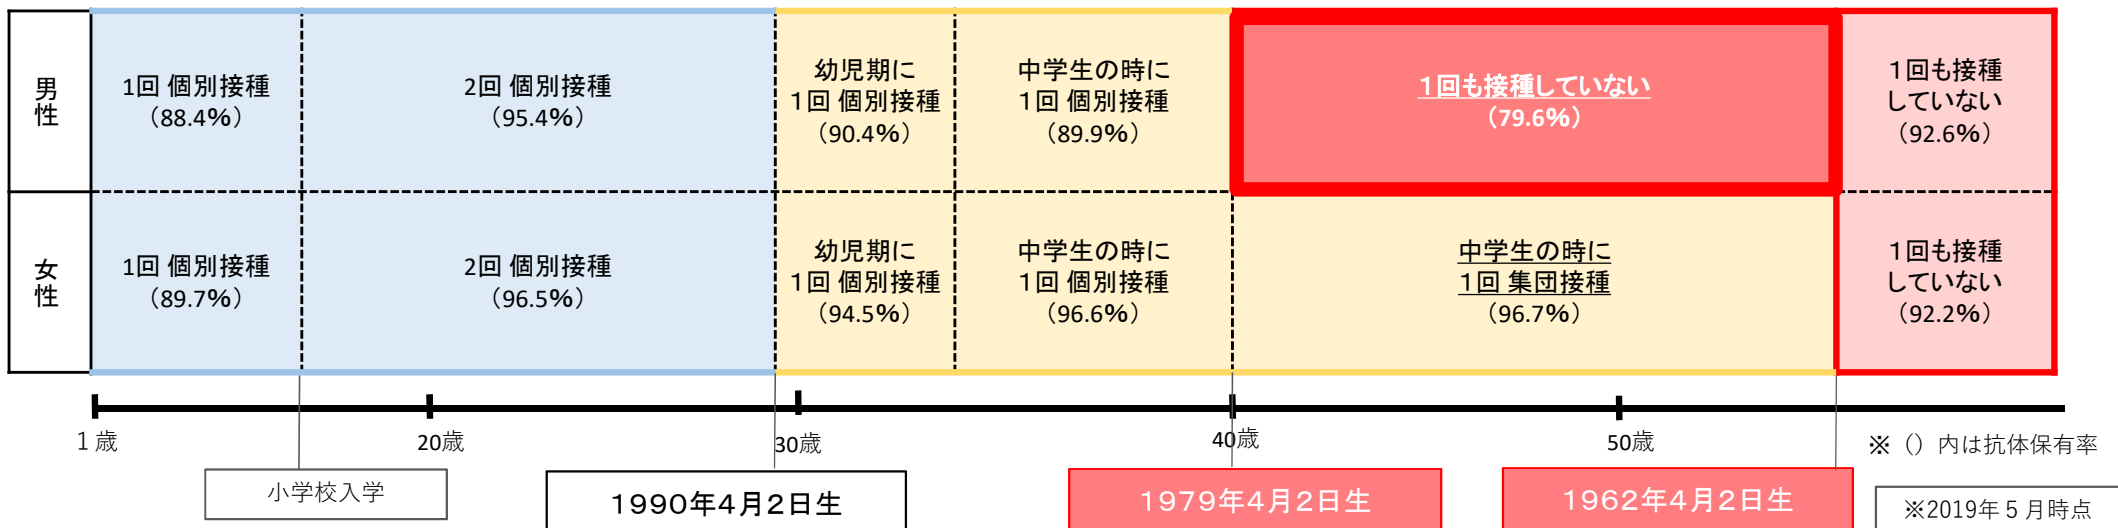 男性
1回 個別接種
（88.4%）
2回 個別接種
（95.4%）
幼児期に
1回 個別接種
（90.4%）
中学生の時に
1回 個別接種
（89.9%）
1回も接種していない
（79.6%）
1回も接種
していない
（92.6%）
女性
1回 個別接種
（89.7%）
2回 個別接種
（96.5%）
幼児期に
1回 個別接種
（94.5%）
中学生の時に
1回 個別接種
（96.6%）
中学生の時に
1回 集団接種
（96.7%）
1回も接種
していない
（92.2%）
1歳
20歳
30歳
40歳
50歳
※（）内は抗体保有率
小学校入学
1990年4月2日生
1979年4月2日生
1962年4月2日生
※2019年5月時点